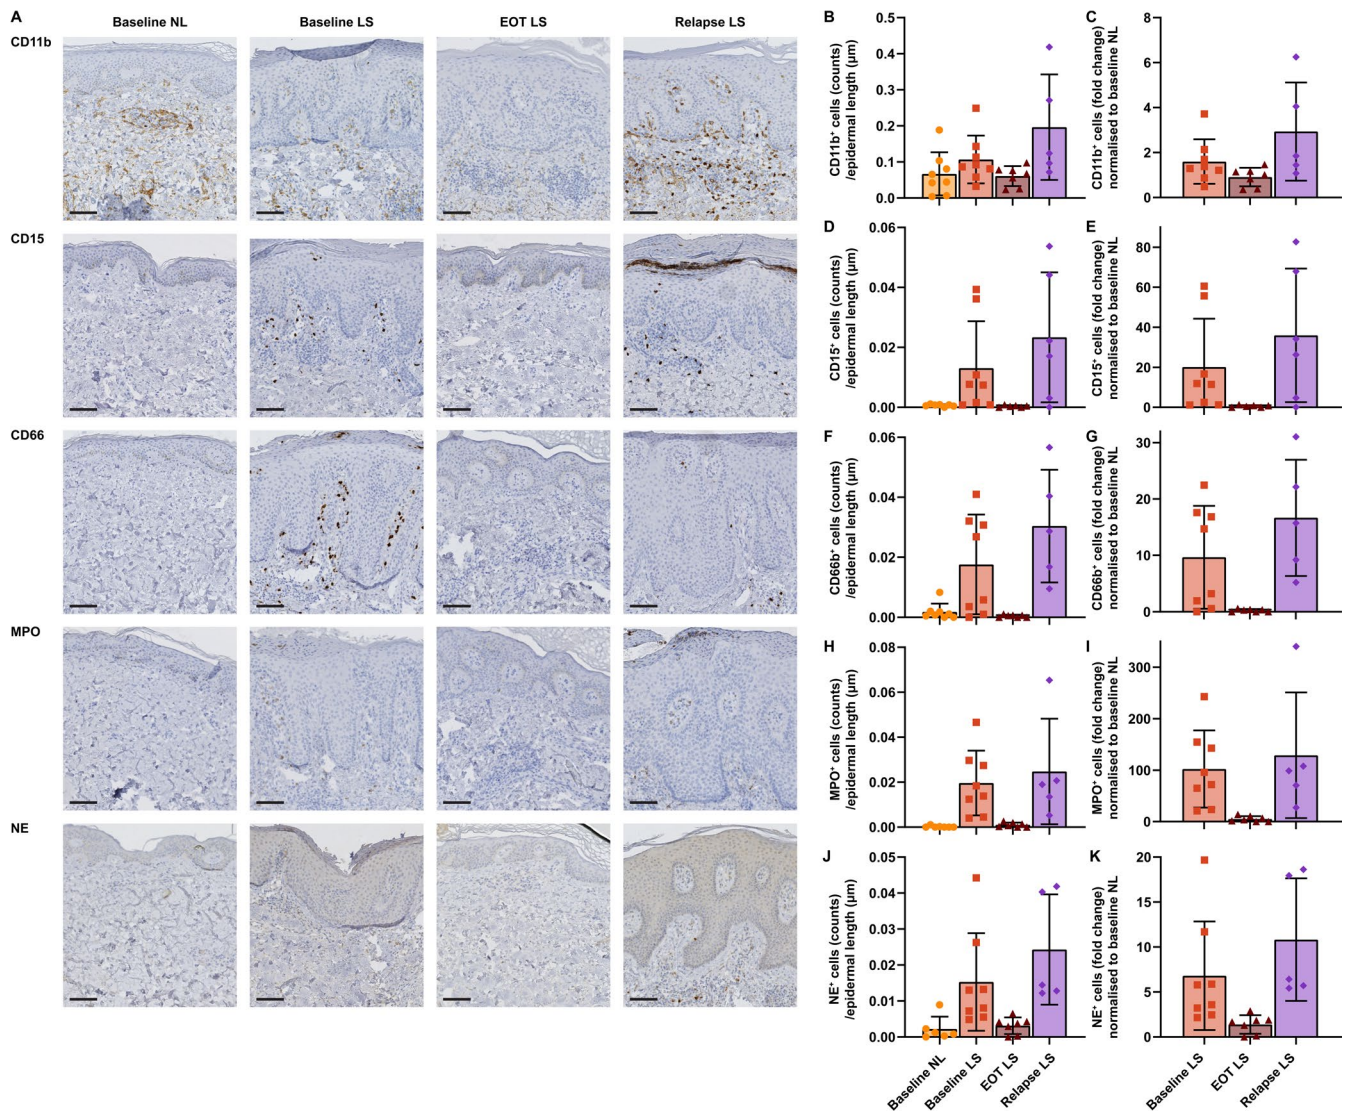 A
Baseline NL
Baseline LS
EOT LS
Relapse LS
CD11b
CD15
CD66
MPO
NE
B
CD11b⁺ cells (counts)
/epidermal length (µm)
0.5
0.4
0.3
0.2
0.1
0.0
C
CD11b⁺ cells (fold change)
normalised to baseline NL
8
6
4
2
0
D
CD15⁺ cells (counts)
/epidermal length (µm)
0.06
0.04
0.02
0.00
E
CD15⁺ cells (fold change)
normalised to baseline NL
80
60
40
20
0
F
CD66b⁺ cells (counts)
/epidermal length (µm)
0.06
0.04
0.02
0.00
G
CD66b⁺ cells (fold change)
normalised to baseline NL
30
20
10
0
H
MPO⁺ cells (counts)
/epidermal length (µm)
0.08
0.06
0.04
0.02
0.00
I
MPO⁺ cells (fold change)
normalised to baseline NL
300
200
100
0
J
NE⁺ cells (counts)
/epidermal length (µm)
0.05
0.04
0.03
0.02
0.01
0.00
Baseline NL
Baseline LS
EOT LS
Relapse LS
K
NE⁺ cells (fold change)
normalised to baseline NL
20
15
10
5
0
Baseline LS
EOT LS
Relapse LS